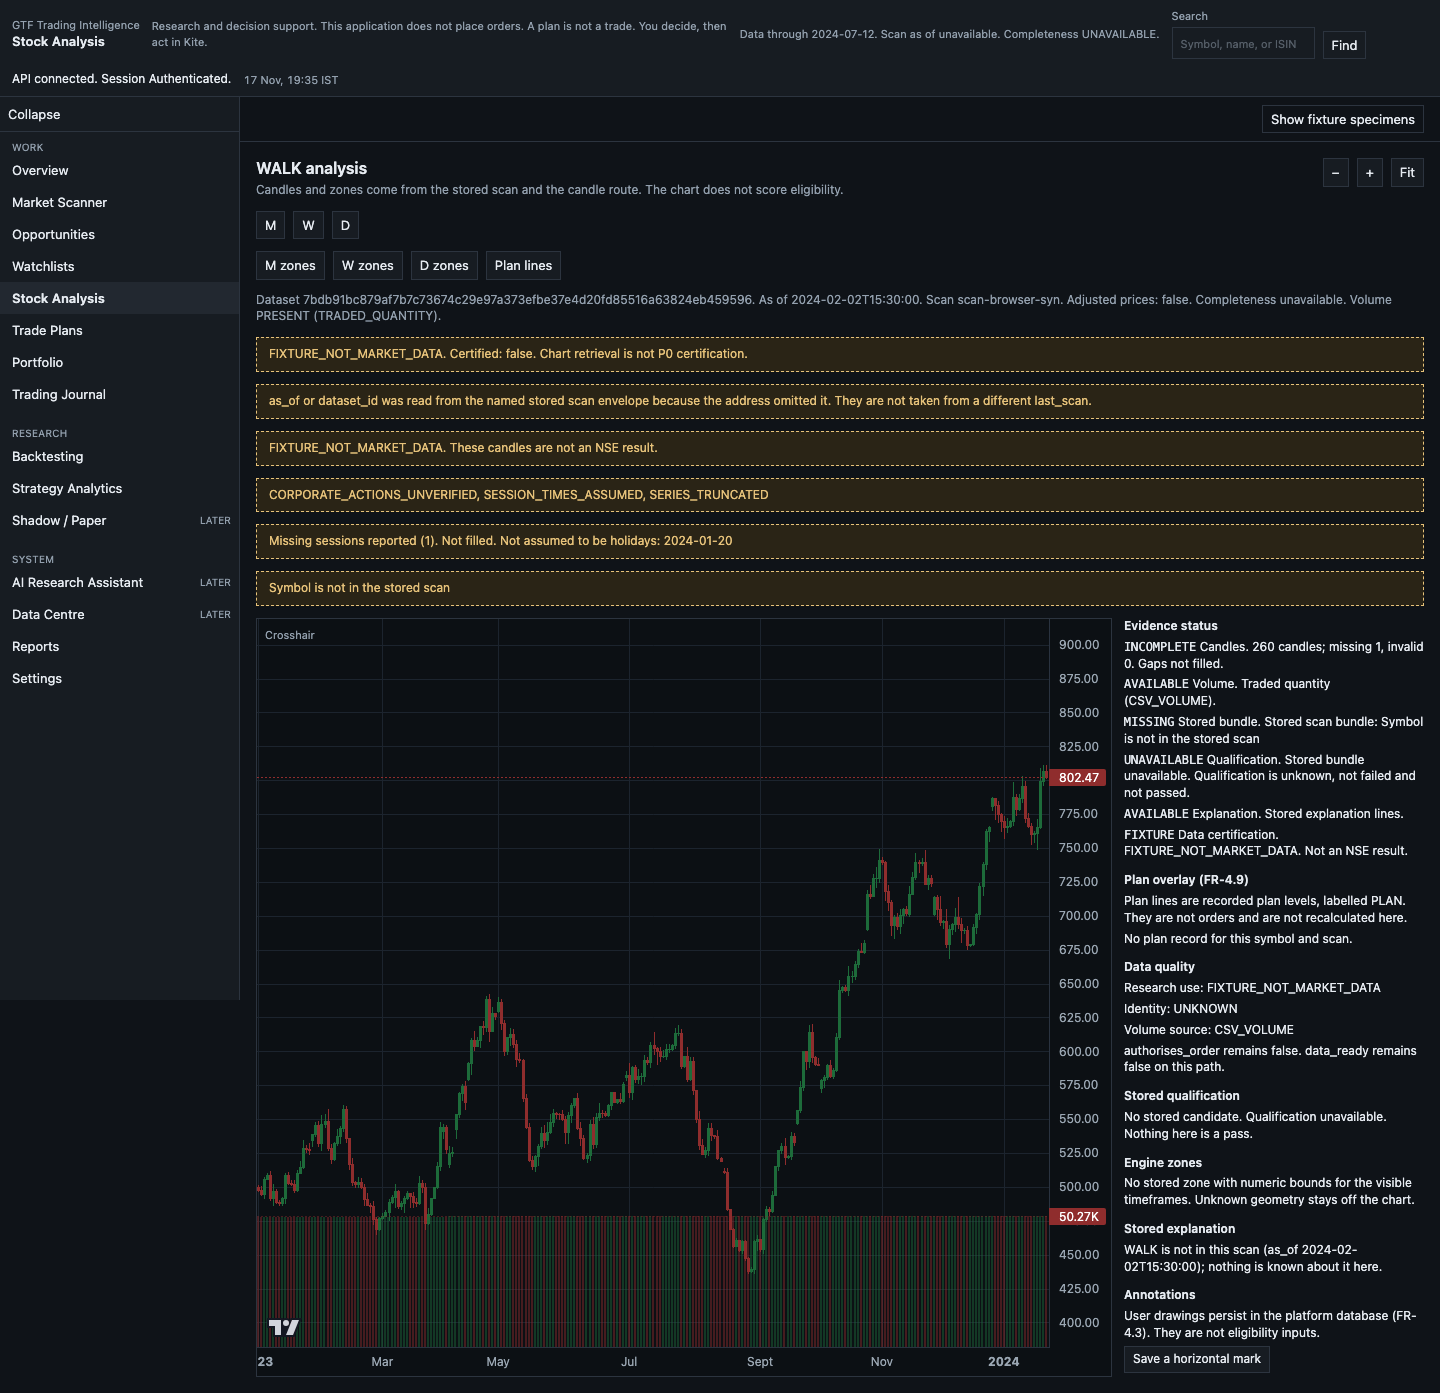 GTF Trading Intelligence
Stock Analysis
Research and decision support. This application does not place orders. A plan is not a trade. You decide, then
act in Kite.
Data through 2024-07-12. Scan as of unavailable. Completeness UNAVAILABLE.
Search
Symbol, name, or ISIN
Find
API connected. Session Authenticated.
17 Nov, 19:35 IST
Collapse
WORK
Overview
Market Scanner
Opportunities
Watchlists
Stock Analysis
Trade Plans
Portfolio
Trading Journal
RESEARCH
Backtesting
Strategy Analytics
Shadow / Paper LATER
SYSTEM
AI Research Assistant LATER
Data Centre LATER
Reports
Settings
Show fixture specimens
WALK analysis
Candles and zones come from the stored scan and the candle route. The chart does not score eligibility.
− + Fit
M W D
M zones W zones D zones Plan lines
Dataset 7bdb91bc879af7b7c73674c29e97a373efbe37e4d20fd85516a63824eb459596. As of 2024-02-02T15:30:00. Scan scan-browser-syn. Adjusted prices: false. Completeness unavailable. Volume
PRESENT (TRADED_QUANTITY).
FIXTURE_NOT_MARKET_DATA. Certified: false. Chart retrieval is not P0 certification.
as_of or dataset_id was read from the named stored scan envelope because the address omitted it. They are not taken from a different last_scan.
FIXTURE_NOT_MARKET_DATA. These candles are not an NSE result.
CORPORATE_ACTIONS_UNVERIFIED, SESSION_TIMES_ASSUMED, SERIES_TRUNCATED
Missing sessions reported (1). Not filled. Not assumed to be holidays: 2024-01-20
Symbol is not in the stored scan
Crosshair
900.00
875.00
850.00
825.00
802.47
775.00
750.00
725.00
700.00
675.00
650.00
625.00
600.00
575.00
550.00
525.00
500.00
50.27K
450.00
425.00
400.00
23 Mar May Jul Sept Nov 2024
Evidence status
INCOMPLETE Candles. 260 candles; missing 1, invalid
0. Gaps not filled.
AVAILABLE Volume. Traded quantity
(CSV_VOLUME).
MISSING Stored bundle. Stored scan bundle: Symbol
is not in the stored scan
UNAVAILABLE Qualification. Stored bundle
unavailable. Qualification is unknown, not failed and
not passed.
AVAILABLE Explanation. Stored explanation lines.
FIXTURE Data certification.
FIXTURE_NOT_MARKET_DATA. Not an NSE result.
Plan overlay (FR-4.9)
Plan lines are recorded plan levels, labelled PLAN.
They are not orders and are not recalculated here.
No plan record for this symbol and scan.
Data quality
Research use: FIXTURE_NOT_MARKET_DATA
Identity: UNKNOWN
Volume source: CSV_VOLUME
authorises_order remains false. data_ready remains
false on this path.
Stored qualification
No stored candidate. Qualification unavailable.
Nothing here is a pass.
Engine zones
No stored zone with numeric bounds for the visible
timeframes. Unknown geometry stays off the chart.
Stored explanation
WALK is not in this scan (as_of 2024-02-
02T15:30:00); nothing is known about it here.
Annotations
User drawings persist in the platform database (FR-
4.3). They are not eligibility inputs.
Save a horizontal mark